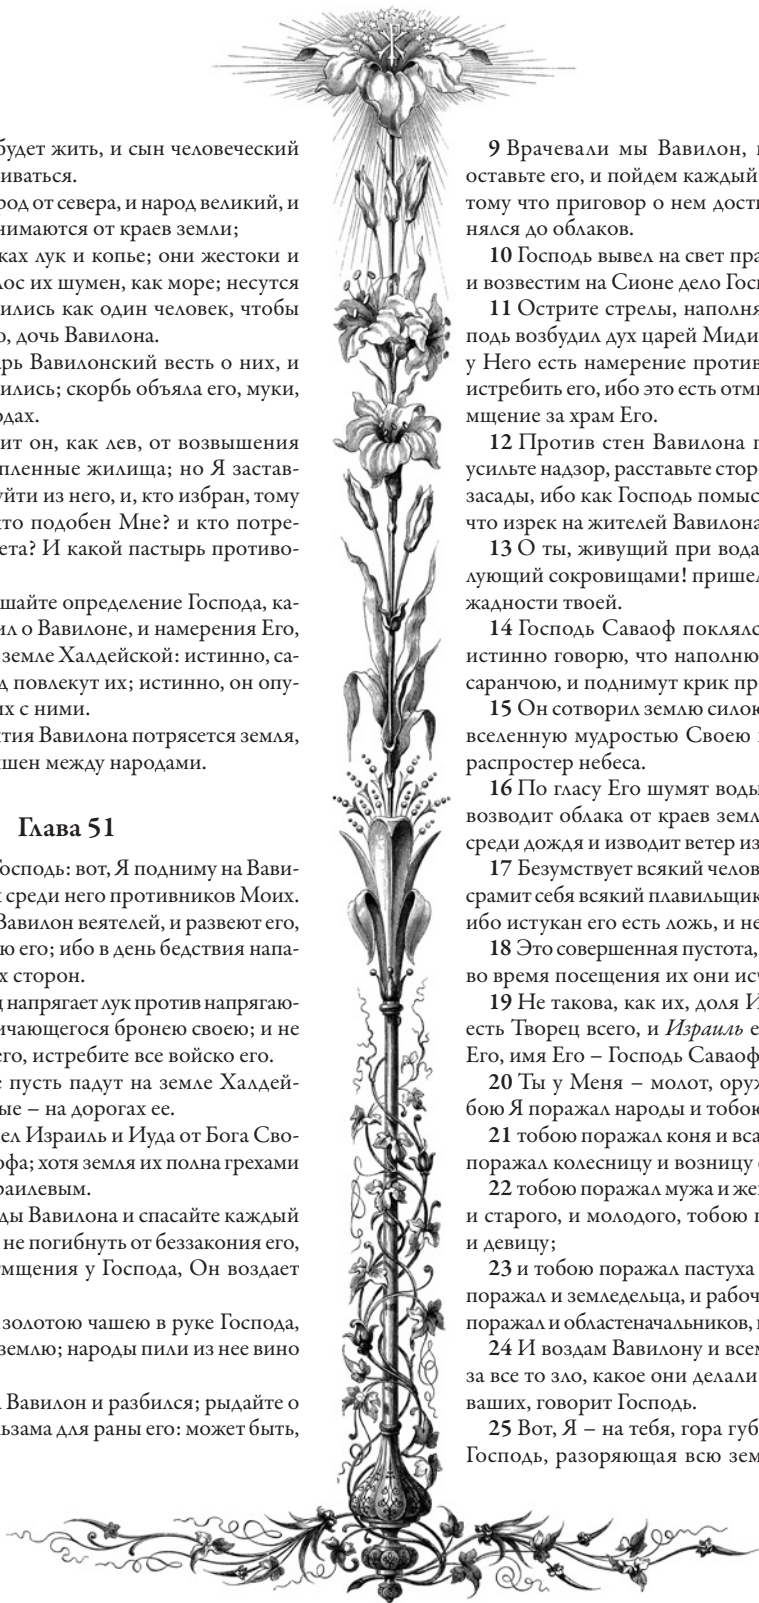 будет жить, и сын человеческий
иваться.
род от севера, и народ великий, и
нимаются от краев земли;
ках лук и копье; они жестоки и
лос их шумен, как море; несутся
ились как один человек, чтобы
о, дочь Вавилона.
арь Вавилонский весть о них, и
ились; скорбь объяла его, муки,
одах.
ит он, как лев, от возвышения
пленные жилища; но Я застав-
уйти из него, и, кто избран, тому
то подобен Мне? и кто потре-
ета? И какой пастырь противо-
шайте определение Господа, ка-
ил о Вавилоне, и намерения Его,
земле Халдейской: истинно, са-
д повлекут их; истинно, он опу-
их с ними.
тия Вавилона потрясется земля,
шен между народами.
Глава 51
Господь: вот, Я подниму на Вави-
среди него противников Моих.
Вавилон веятелей, и развеют его,
ю его; ибо в день бедствия напа-
х сторон.
ц напрягает лук против напрягаю-
ичающегося бронею своею; и не
его, истребите все войско его.
е пусть падут на земле Халдей-
ые – на дорогах ее.
ел Израиль и Иуда от Бога Сво-
офа; хотя земля их полна грехами
раилевым.
ды Вавилона и спасайте каждый
не погибнуть от беззакония его,
тмщения у Господа, Он воздает
золотою чашею в руке Господа,
землю; народы пили из нее вино
л Вавилон и разбился; рыдайте о
льзама для раны его: может быть,
9 Врачевали мы Вавилон,
оставьте его, и пойдем каждый
тому что приговор о нем дости
нялся до облаков.
10 Господь вывел на свет пра
и возвестим на Сионе дело Гос
11 Острите стрелы, наполня
подь возбудил дух царей Миди
у Него есть намерение против
истребить его, ибо это есть отм
мщение за храм Его.
12 Против стен Вавилона п
усильте надзор, расставьте стор
засады, ибо как Господь помыс
что изрек на жителей Вавилона
13 О ты, живущий при вода
лующий сокровищами! пришел
жадности твоей.
14 Господь Саваоф поклялс
истинно говорю, что наполню
саранчою, и поднимут крик пр
15 Он сотворил землю силою
вселенную мудростью Своею
распростер небеса.
16 По гласу Его шумят воды
возводит облака от краев земл
среди дождя и изводит ветер из
17 Безумствует всякий челов
срамит себя всякий плавильщик
ибо истукан его есть ложь, и не
18 Это совершенная пустота,
во время посещения их они исч
19 Не такова, как их, доля И
есть Творец всего, и Израиль е
Его, имя Его – Господь Саваоф
20 Ты у Меня – молот, оруж
бою Я поражал народы и тобою
21 тобою поражал коня и вса
поражал колесницу и возницу
22 тобою поражал мужа и же
и старого, и молодого, тобою п
и девицу;
23 и тобою поражал пастуха
поражал и земледельца, и рабоч
поражал и областеначальников,
24 И воздам Вавилону и всем
за все то зло, какое они делали
ваших, говорит Господь.
25 Вот, Я – на тебя, гора губ
Господь, разоряющая всю зем